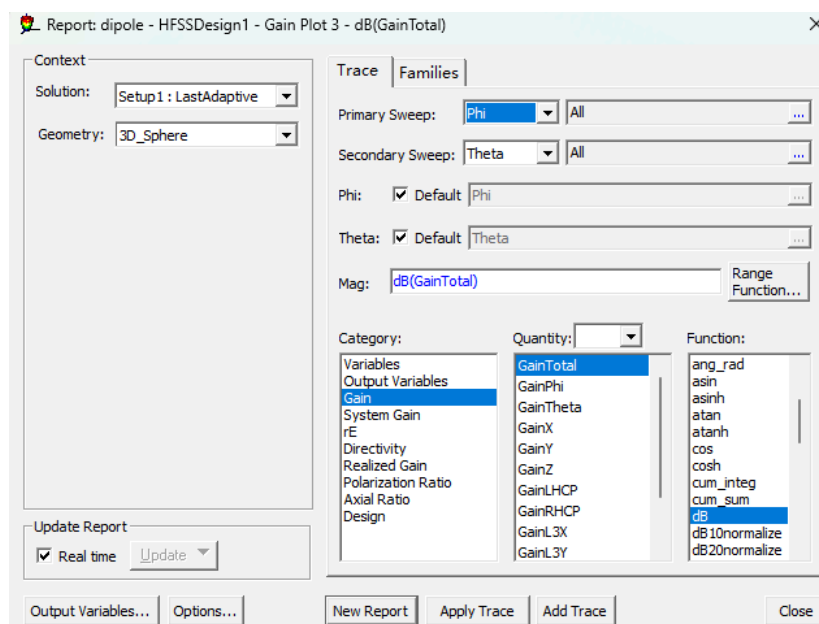 Report: dipole - HFSSDesign1 - Gain Plot 3 - dB(GainTotal)
Context
Solution: Setup1 : LastAdaptive
Geometry: 3D_Sphere
Update Report
Real time Update
Output Variables... Options...
Trace Families
Primary Sweep: Phi All ...
Secondary Sweep: Theta All ...
Phi: Default Phi ...
Theta: Default Theta ...
Mag: dB(GainTotal) Range Function...
Category:
Variables
Output Variables
Gain
System Gain
rE
Directivity
Realized Gain
Polarization Ratio
Axial Ratio
Design
Quantity:
GainTotal
GainPhi
GainTheta
GainX
GainY
GainZ
GainLHCP
GainRHCP
GainL3X
GainL3Y
Function:
ang_rad
asin
asinh
atan
atanh
cos
cosh
cum_integ
cum_sum
dB
dB10normalize
dB20normalize
New Report Apply Trace Add Trace Close